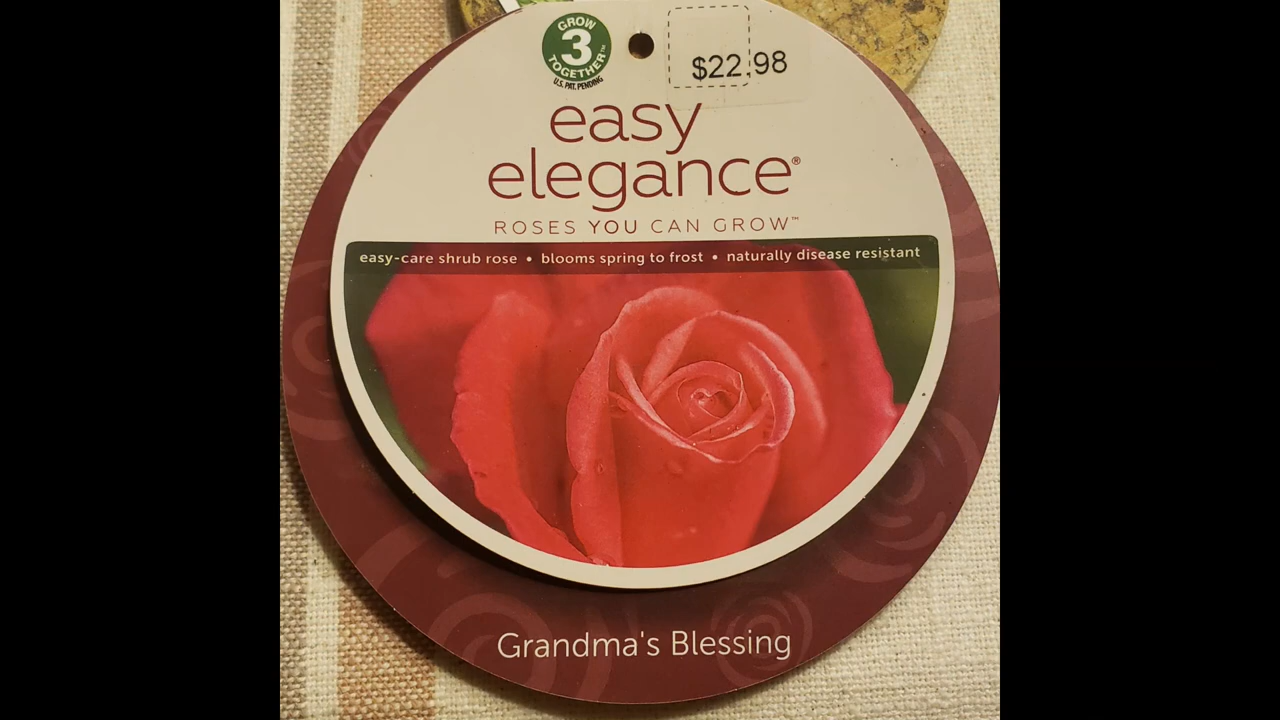 GROW
3
TOGETHER™
U.S. PAT. PENDING
$22.98
easy
elegance®
ROSES YOU CAN GROW™
easy-care shrub rose • blooms spring to frost • naturally disease resistant
Grandma's Blessing